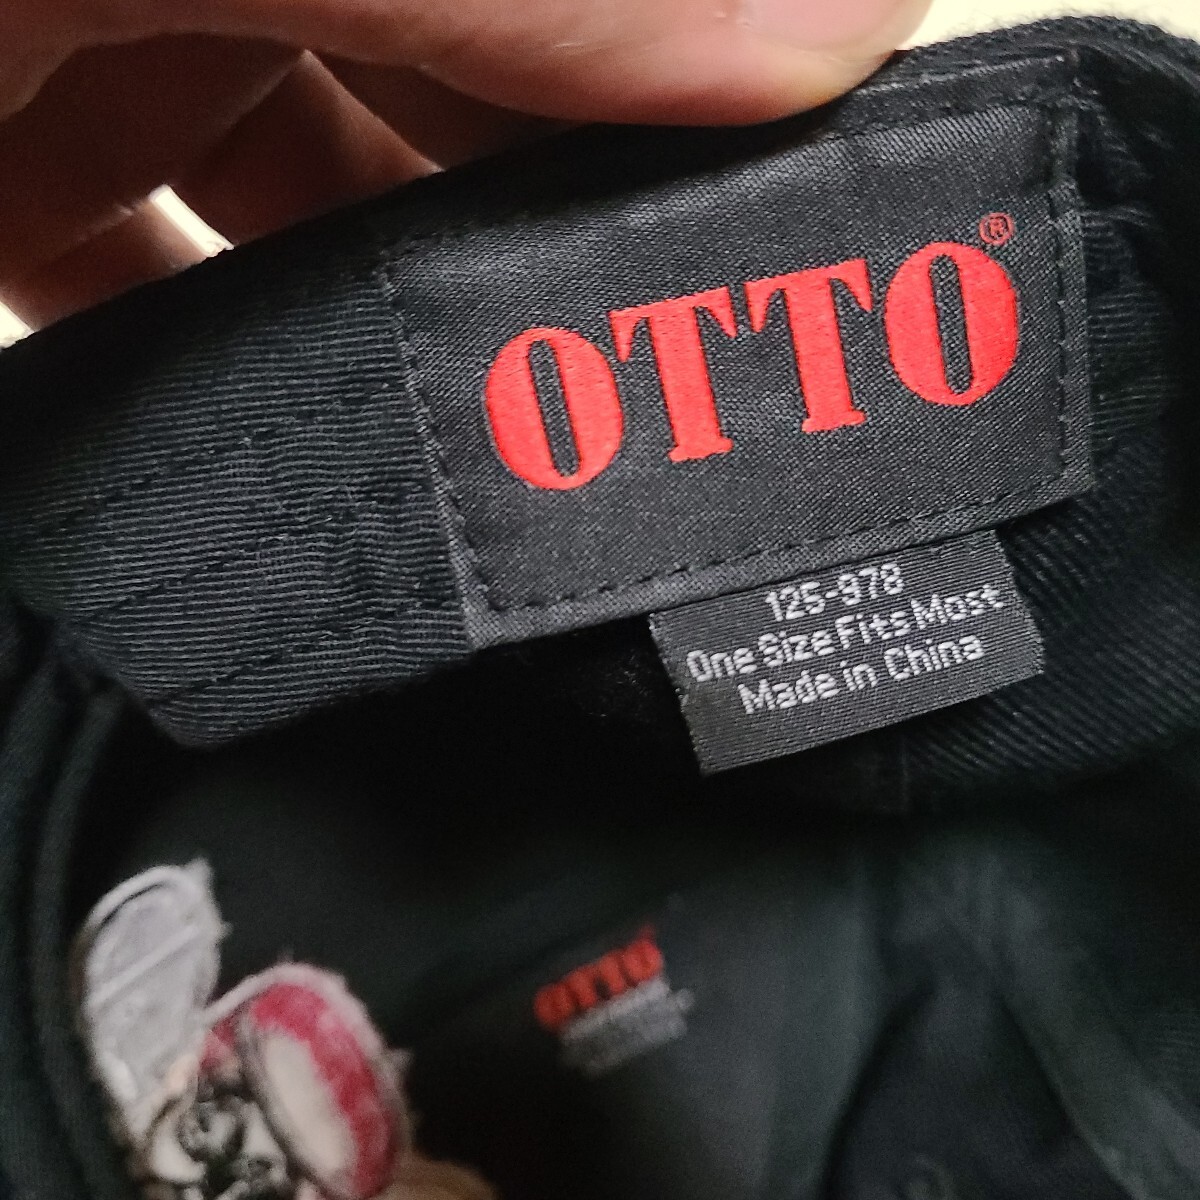 OTTO®
125-978
One Size Fits Most
Made in China
OTTO